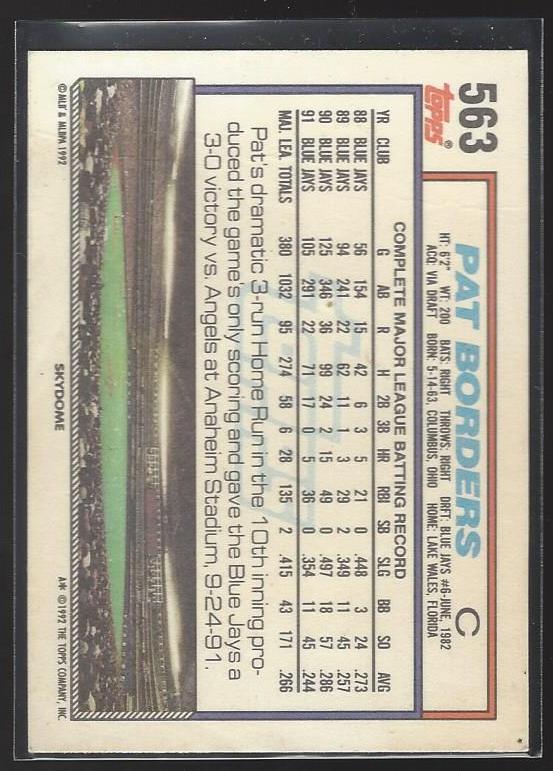 563
TOPPS®
PAT BORDERS C
HT: 6'2" WT: 200 BATS: RIGHT THROWS: RIGHT DRFT: BLUE JAYS #6-JUNE, 1982
ACQ: VIA DRAFT BORN: 5-14-63, COLUMBUS, OHIO HOME: LAKE WALES, FLORIDA
COMPLETE MAJOR LEAGUE BATTING RECORD
YR CLUB G AB R H 2B 3B HR RBI SB SLG BB SO AVG
88 BLUE JAYS 56 154 15 42 6 3 5 21 0 .448 3 24 .273
89 BLUE JAYS 94 241 22 62 11 1 3 29 2 .349 11 45 .257
90 BLUE JAYS 125 346 36 99 24 2 15 49 0 .497 18 57 .286
91 BLUE JAYS 105 291 22 71 17 0 5 36 0 .354 11 45 .244
MAJ. LEA. TOTALS 380 1032 95 274 58 6 28 135 2 .415 43 171 .266
Pat's dramatic 3-run Home Run in the 10th inning pro-
duced the game's only scoring and gave the Blue Jays a
3-0 victory vs. Angels at Anaheim Stadium, 9-24-91.
©MLB & MLBPA 1992
SKYDOME
A* ©1992 THE TOPPS COMPANY, INC.